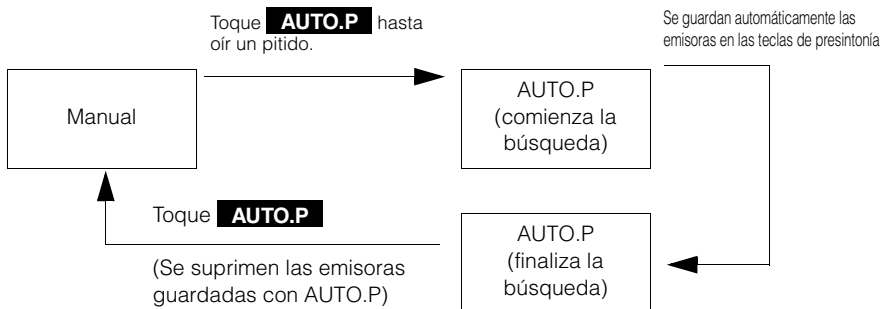 Toque AUTO.P hasta
oír un pitido.
Se guardan automáticamente las
emisoras en las teclas de presintonía
Manual
AUTO.P
(comienza la
búsqueda)
Toque AUTO.P
(Se suprimen las emisoras
guardadas con AUTO.P)
AUTO.P
(finaliza la
búsqueda)